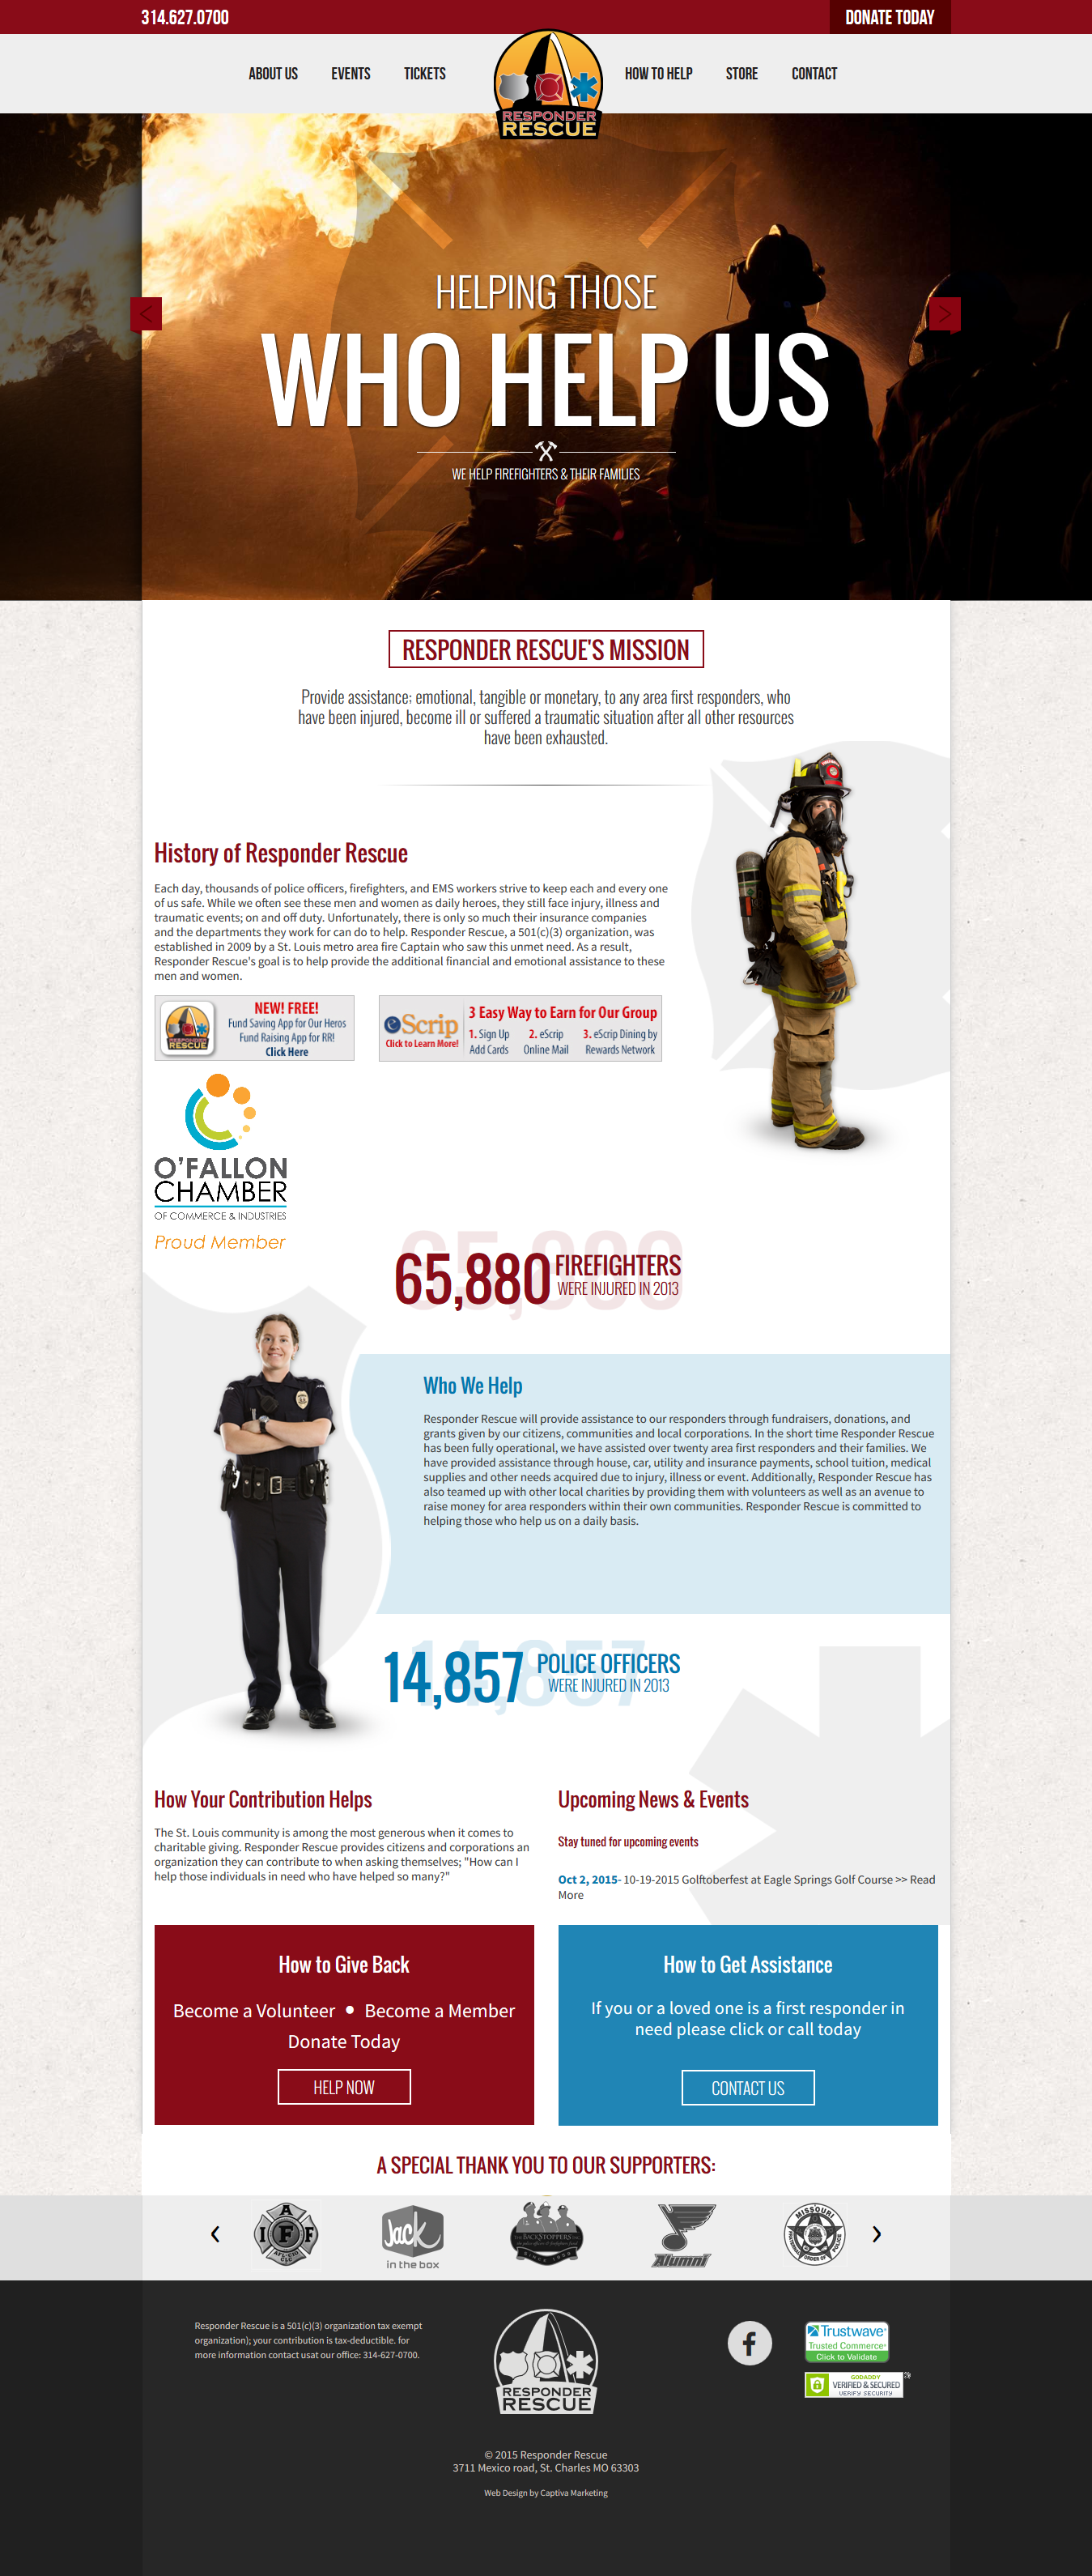 314.627.0700
DONATE TODAY
ABOUT US
EVENTS
TICKETS
RESPONDER
RESCUE
HOW TO HELP
STORE
CONTACT
HELPING THOSE
WHO HELP US
WE HELP FIREFIGHTERS & THEIR FAMILIES
RESPONDER RESCUE'S MISSION
Provide assistance; emotional, tangible or monetary, to any area first responders, who
have been injured, become ill or suffered a traumatic situation after all other resources
have been exhausted.
History of Responder Rescue
Each day, thousands of police officers, firefighters, and EMS workers strive to keep each and every one
of us safe. While we often see these men and women as daily heroes, they still face injury, illness and
traumatic events; on and off duty. Unfortunately, there is only so much their insurance companies
and the departments they work for can do to help. Responder Rescue, a 501(c)(3) organization, was
established in 2009 by a St. Louis metro area fire Captain who saw this unmet need. As a result,
Responder Rescue's goal is to help provide the additional financial and emotional assistance to these
men and women.
RESPONDER
RESCUE
NEW! FREE!
Fund Saving App for Our Heros
Fund Raising App for RR!
Click Here
eScrip
Click to Learn More!
3 Easy Way to Earn for Our Group
1. Sign Up
Add Cards
2. eScrip
Online Mail
3. eScrip Dining by
Rewards Network
O'FALLON
CHAMBER
OF COMMERCE & INDUSTRIES
Proud Member
65,880
FIREFIGHTERS
WERE INJURED IN 2013
Who We Help
Responder Rescue will provide assistance to our responders through fundraisers, donations, and
grants given by our citizens, communities and local corporations. In the short time Responder Rescue
has been fully operational, we have assisted over twenty area first responders and their families. We
have provided assistance through house, car, utility and insurance payments, school tuition, medical
supplies and other needs acquired due to injury, illness or event. Additionally, Responder Rescue has
also teamed up with other local charities by providing them with volunteers as well as an avenue to
raise money for area responders within their own communities. Responder Rescue is committed to
helping those who help us on a daily basis.
14,857
POLICE OFFICERS
WERE INJURED IN 2013
How Your Contribution Helps
The St. Louis community is among the most generous when it comes to
charitable giving. Responder Rescue provides citizens and corporations an
organization they can contribute to when asking themselves; "How can I
help those individuals in need who have helped so many?"
Upcoming News & Events
Stay tuned for upcoming events
Oct 2, 2015- 10-19-2015 Golftoberfest at Eagle Springs Golf Course >> Read
More
How to Give Back
Become a Volunteer • Become a Member
Donate Today
HELP NOW
How to Get Assistance
If you or a loved one is a first responder in
need please click or call today
CONTACT US
A SPECIAL THANK YOU TO OUR SUPPORTERS:
I A F F
Jack
in the box
THE BACKSTOPPERS
SINCE 1959
Alumni
MISSOURI
FRATERNAL ORDER OF POLICE
Responder Rescue is a 501(c)(3) organization tax exempt
organization); your contribution is tax-deductible. for
more information contact usat our office: 314-627-0700.
RESPONDER
RESCUE
f
Trustwave
Trusted Commerce
Click to Validate
GODADDY
VERIFIED & SECURED
VERIFY SECURITY
© 2015 Responder Rescue
3711 Mexico road, St. Charles MO 63303
Web Design by Captiva Marketing